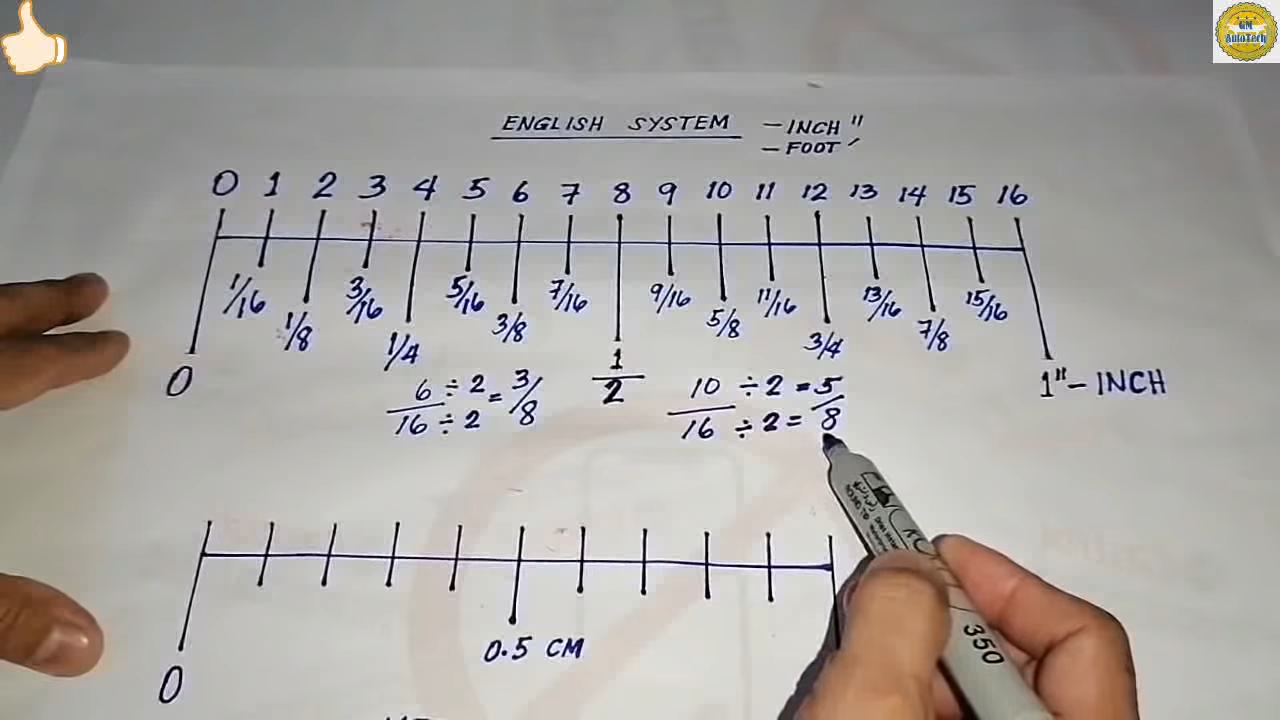 GM
AutoTech
ENGLISH SYSTEM - INCH "
- FOOT '
0 1 2 3 4 5 6 7 8 9 10 11 12 13 14 15 16
1/16 1/8 3/16 1/4 5/16 3/8 7/16 1/2 9/16 5/8 11/16 3/4 13/16 7/8 15/16
0 1" - INCH
6 ÷ 2 = 3/8
16 ÷ 2
10 ÷ 2 = 5/
16 ÷ 2 = 8
0.5 CM
0
350